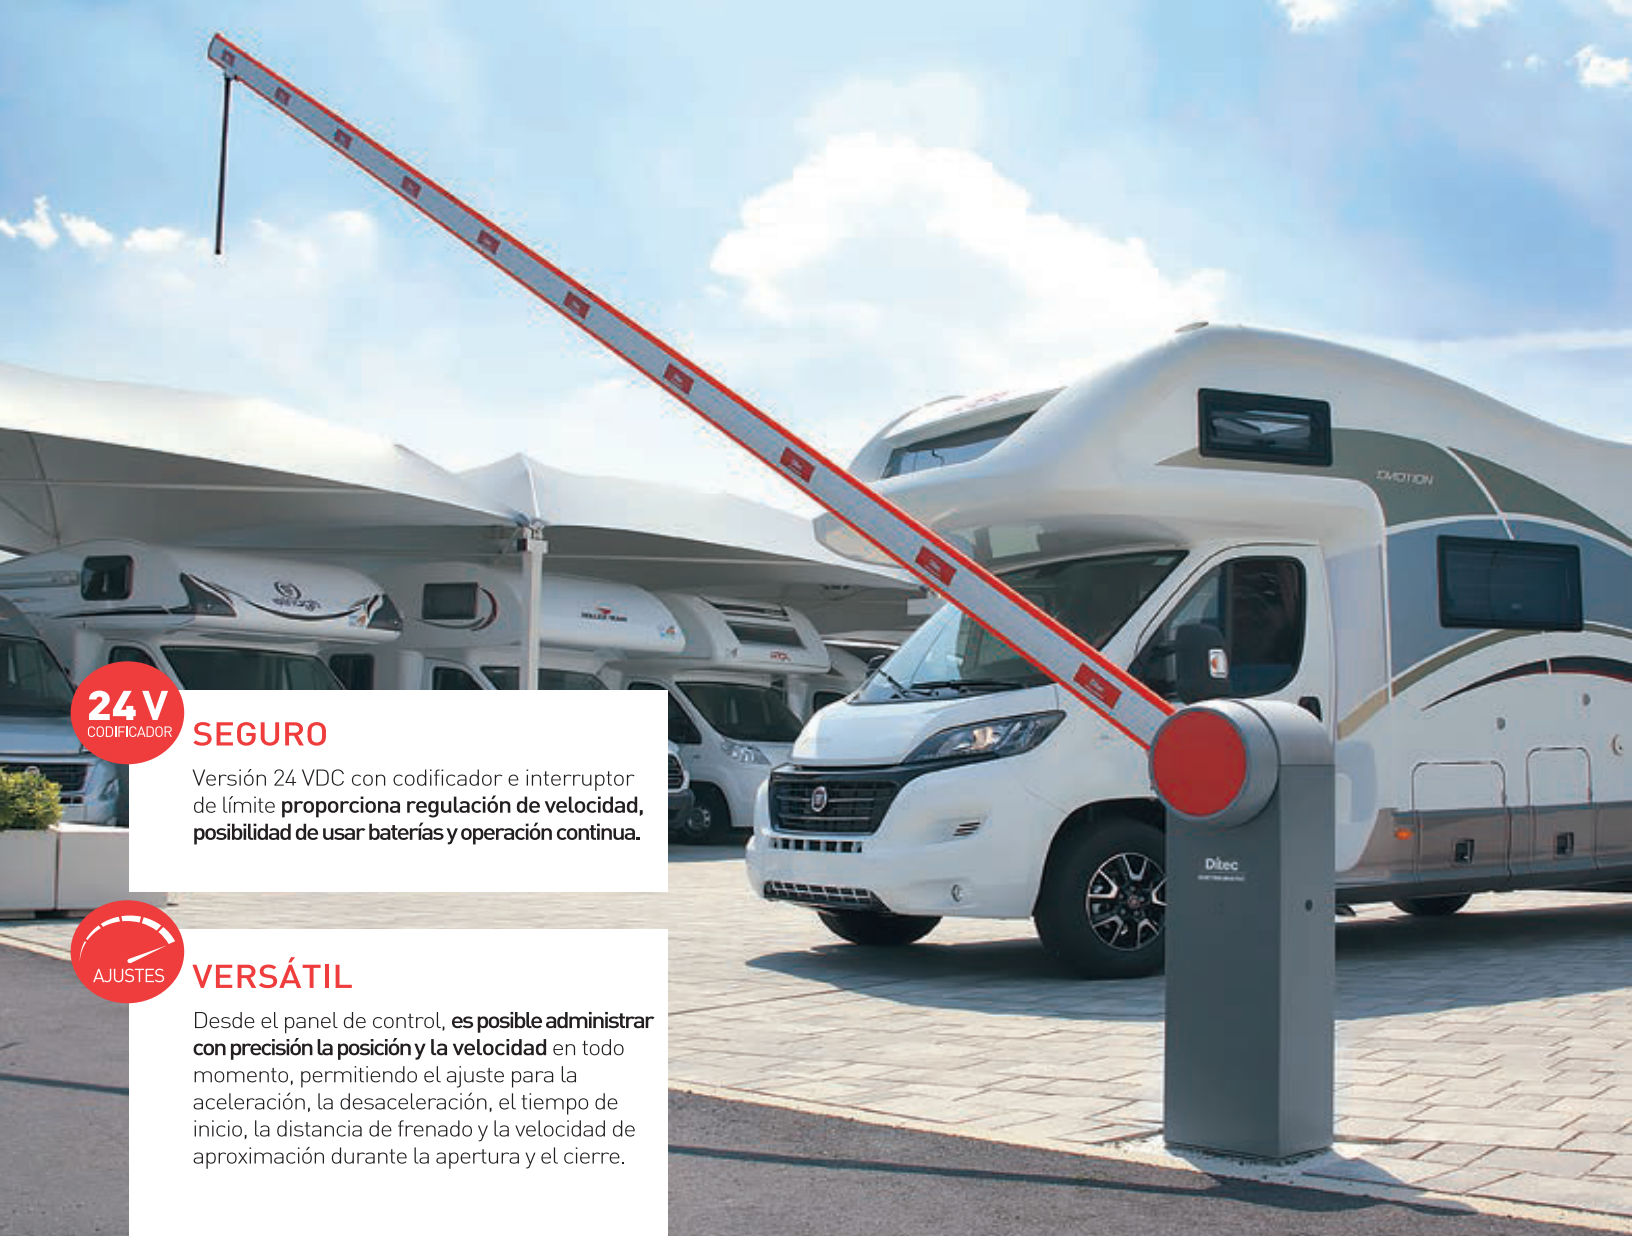 EMOTION
24 V
CODIFICADOR
SEGURO
Versión 24 VDC con codificador e interruptor
de límite proporciona regulación de velocidad,
posibilidad de usar baterías y operación continua.
Ditec
AJUSTES
VERSÁTIL
Desde el panel de control, es posible administrar
con precisión la posición y la velocidad en todo
momento, permitiendo el ajuste para la
aceleración, la desaceleración, el tiempo de
inicio, la distancia de frenado y la velocidad de
aproximación durante la apertura y el cierre.